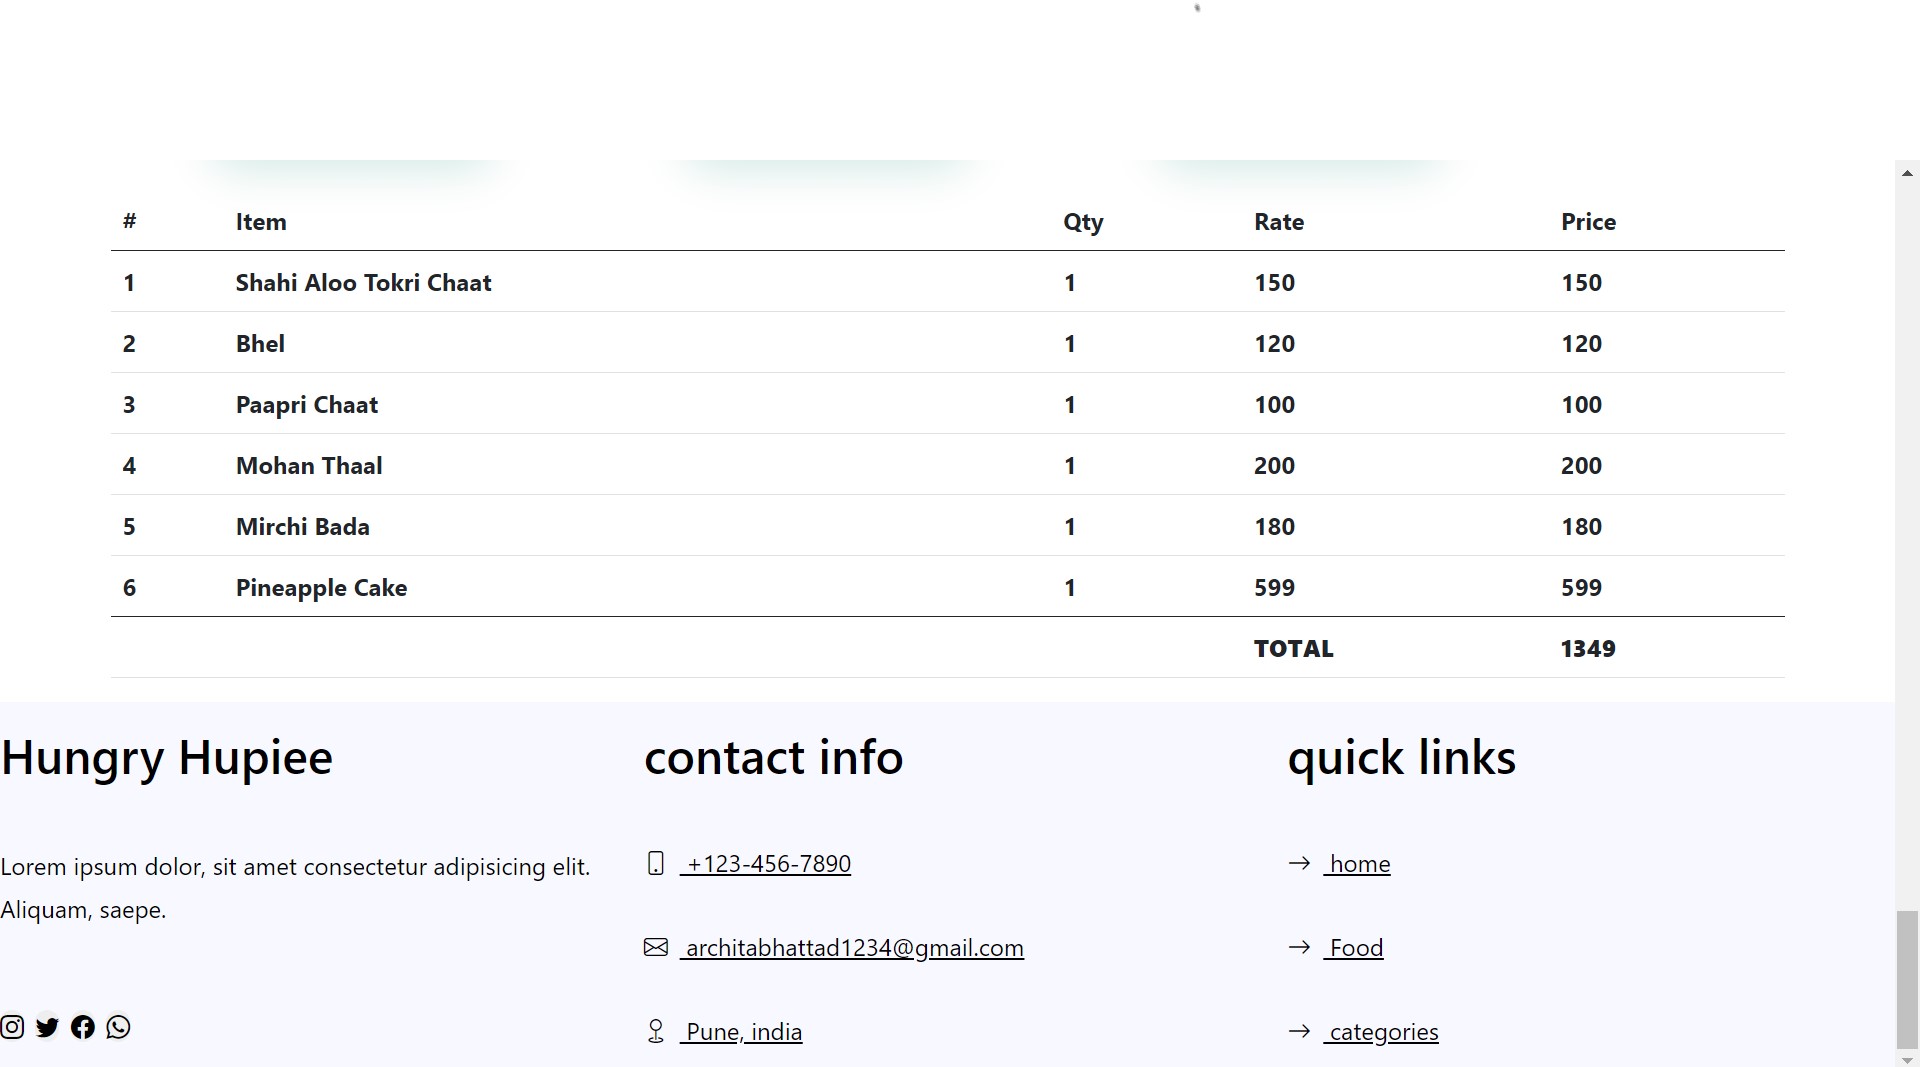 # Item Qty Rate Price
1 Shahi Aloo Tokri Chaat 1 150 150
2 Bhel 1 120 120
3 Paapri Chaat 1 100 100
4 Mohan Thaal 1 200 200
5 Mirchi Bada 1 180 180
6 Pineapple Cake 1 599 599
TOTAL 1349
Hungry Hupiee
Lorem ipsum dolor, sit amet consectetur adipisicing elit.
Aliquam, saepe.
contact info
+123-456-7890
architabhattad1234@gmail.com
Pune, india
quick links
home
Food
categories